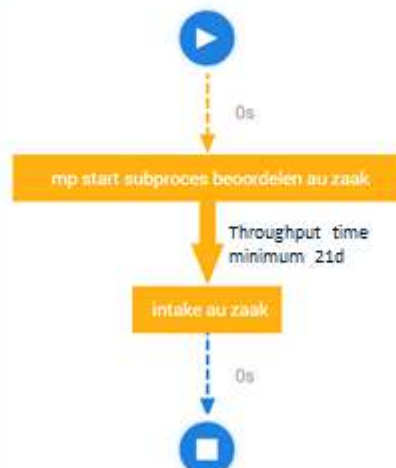 0s
mp start subproces beoordelen au zaak
Throughput time
minimum 21d
intake au zaak
0s